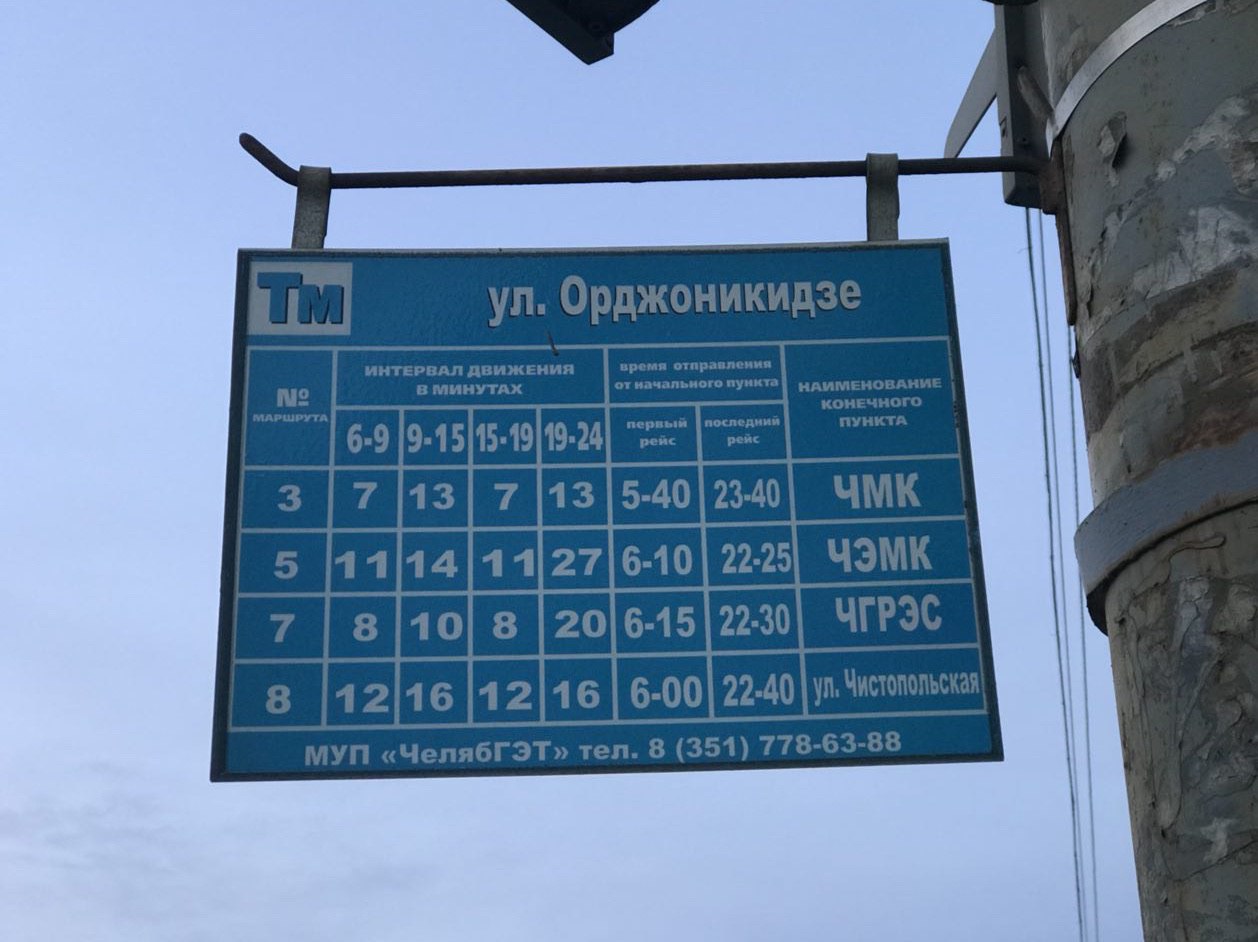 Тм
ул. Орджоникидзе
№ МАРШРУТА
ИНТЕРВАЛ ДВИЖЕНИЯ
В МИНУТАХ
время отправления
от начального пункта
НАИМЕНОВАНИЕ
КОНЕЧНОГО
ПУНКТА
6-9 9-15 15-19 19-24
первый
рейс
последний
рейс
3 7 13 7 13 5-40 23-40 ЧМК
5 11 14 11 27 6-10 22-25 ЧЭМК
7 8 10 8 20 6-15 22-30 ЧГРЭС
8 12 16 12 16 6-00 22-40 ул. Чистопольская
МУП «ЧелябГЭТ» тел. 8 (351) 778-63-88